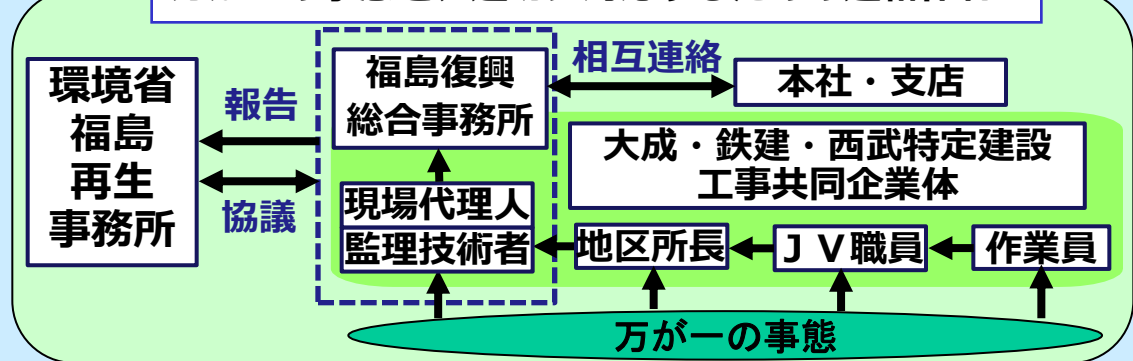 環境省
福島
再生
事務所
報告
協議
福島復興
総合事務所
相互連絡
本社・支店
大成・鉄建・西武特定建設
工事共同企業体
現場代理人
監理技術者
地区所長
ＪＶ職員
作業員
万が一の事態